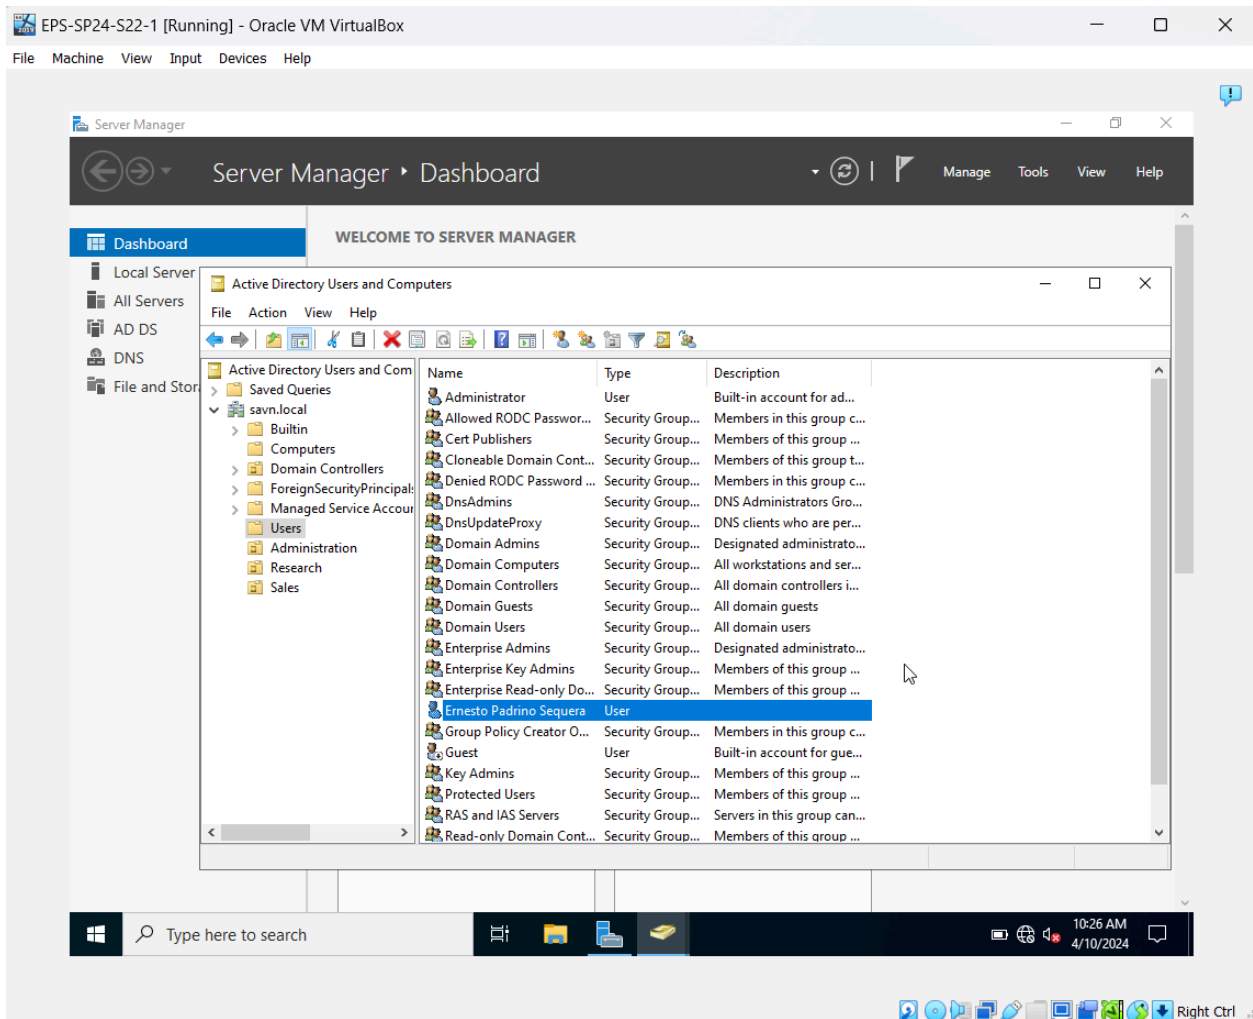 EPS-SP24-S22-1 [Running] - Oracle VM VirtualBox
File Machine View Input Devices Help
Server Manager
Server Manager • Dashboard
Manage Tools View Help
WELCOME TO SERVER MANAGER
Dashboard
Local Server
All Servers
AD DS
DNS
File and Stor
Active Directory Users and Computers
File Action View Help
Active Directory Users and Com
Saved Queries
savn.local
Builtin
Computers
Domain Controllers
ForeignSecurityPrincipals
Managed Service Accour
Users
Administration
Research
Sales
Name Type Description
Administrator User Built-in account for ad...
Allowed RODC Passwor... Security Group... Members in this group c...
Cert Publishers Security Group... Members of this group ...
Cloneable Domain Cont... Security Group... Members of this group t...
Denied RODC Password ... Security Group... Members in this group c...
DnsAdmins Security Group... DNS Administrators Gro...
DnsUpdateProxy Security Group... DNS clients who are per...
Domain Admins Security Group... Designated administrato...
Domain Computers Security Group... All workstations and ser...
Domain Controllers Security Group... All domain controllers i...
Domain Guests Security Group... All domain guests
Domain Users Security Group... All domain users
Enterprise Admins Security Group... Designated administrato...
Enterprise Key Admins Security Group... Members of this group ...
Enterprise Read-only Do... Security Group... Members of this group ...
Ernesto Padrino Sequera User
Group Policy Creator O... Security Group... Members in this group c...
Guest User Built-in account for gue...
Key Admins Security Group... Members of this group ...
Protected Users Security Group... Members of this group ...
RAS and IAS Servers Security Group... Servers in this group can...
Read-only Domain Cont... Security Group... Members of this group ...
Type here to search
10:26 AM
4/10/2024
Right Ctrl